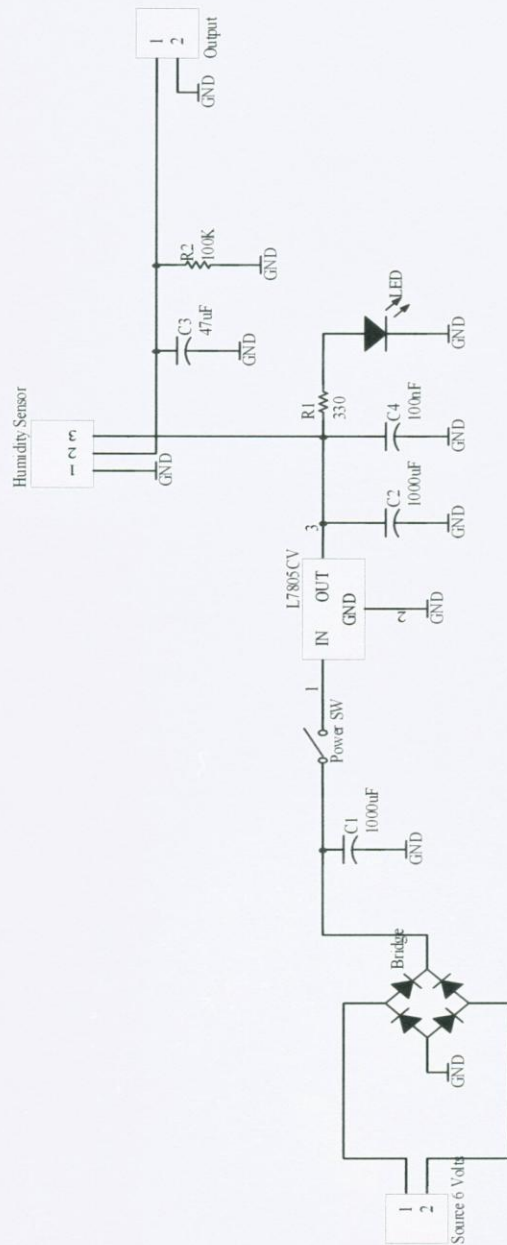 Humidity Sensor
1 2 3
GND
C3
47uF
GND
R2
100K
GND
1
2
Output
GND
Source 6 Volts
1
2
Bridge
GND
C1
1000uF
GND
Power SW
1
L7805CV
IN
OUT
GND
3
2
GND
C2
1000uF
GND
C4
100nF
GND
R1
330
LED
GND